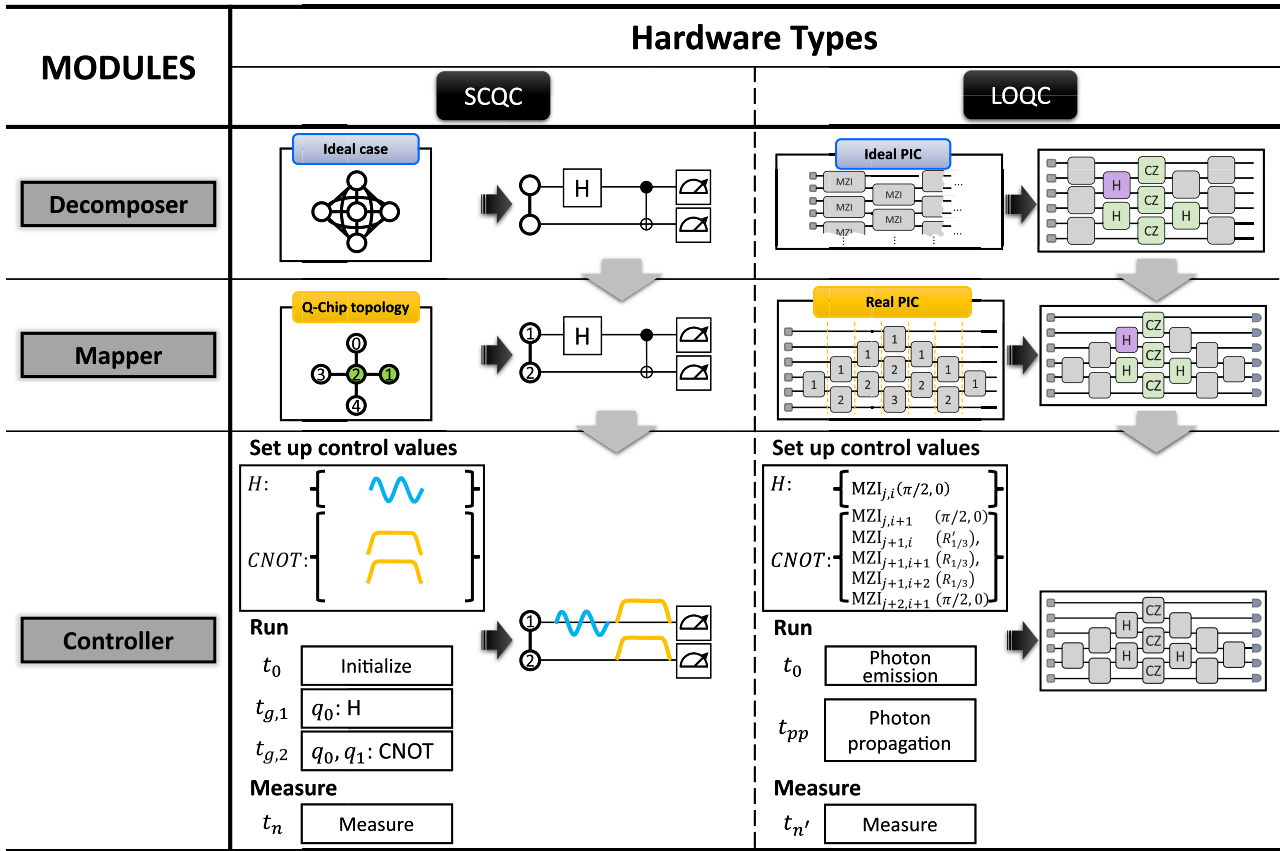 MODULES
Hardware Types
SCQC
LOQC
Decomposer
Ideal case
H
Ideal PIC
MZI
MZI
MZI
MZI
MZI
...
...
CZ
H
CZ
H
H
CZ
Mapper
Q-Chip topology
0
3 2 1
4
1
2
H
Real PIC
1
1 1
1 2 1
1 2 2 1
2 3 2
CZ
H
CZ
H
H
CZ
Controller
Set up control values
H:
CNOT:
Run
t0 Initialize
tg,1 q0: H
tg,2 q0, q1: CNOT
Measure
tn Measure
1
2
Set up control values
H: MZIj,i(π/2, 0)
CNOT: MZIj,i+1 (π/2, 0)
MZIj+1,i (R′1/3),
MZIj+1,i+1 (R1/3),
MZIj+1,i+2 (R1/3)
MZIj+2,i+1 (π/2, 0)
Run
t0 Photon
emission
tpp Photon
propagation
Measure
tn′ Measure
CZ
H
CZ
H
H
CZ